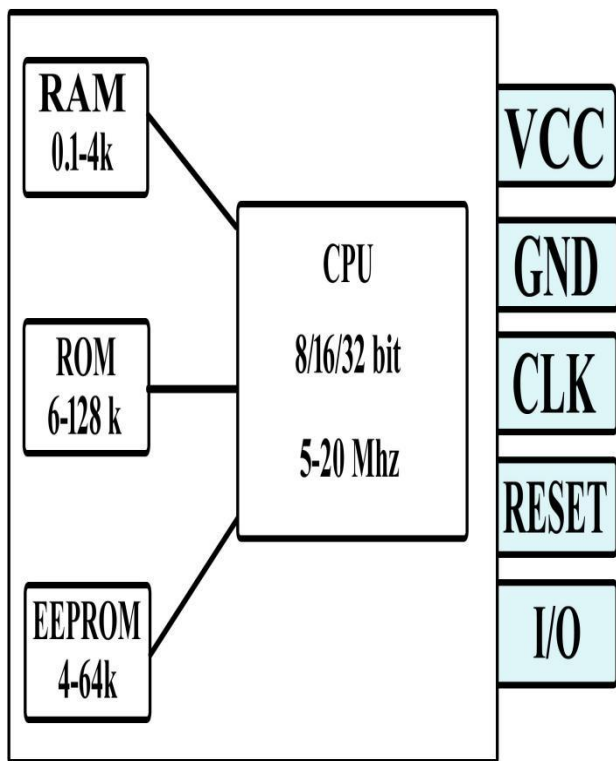 RAM
0.1-4k
ROM
6-128 k
EEPROM
4-64k
CPU
8/16/32 bit
5-20 Mhz
VCC
GND
CLK
RESET
I/O